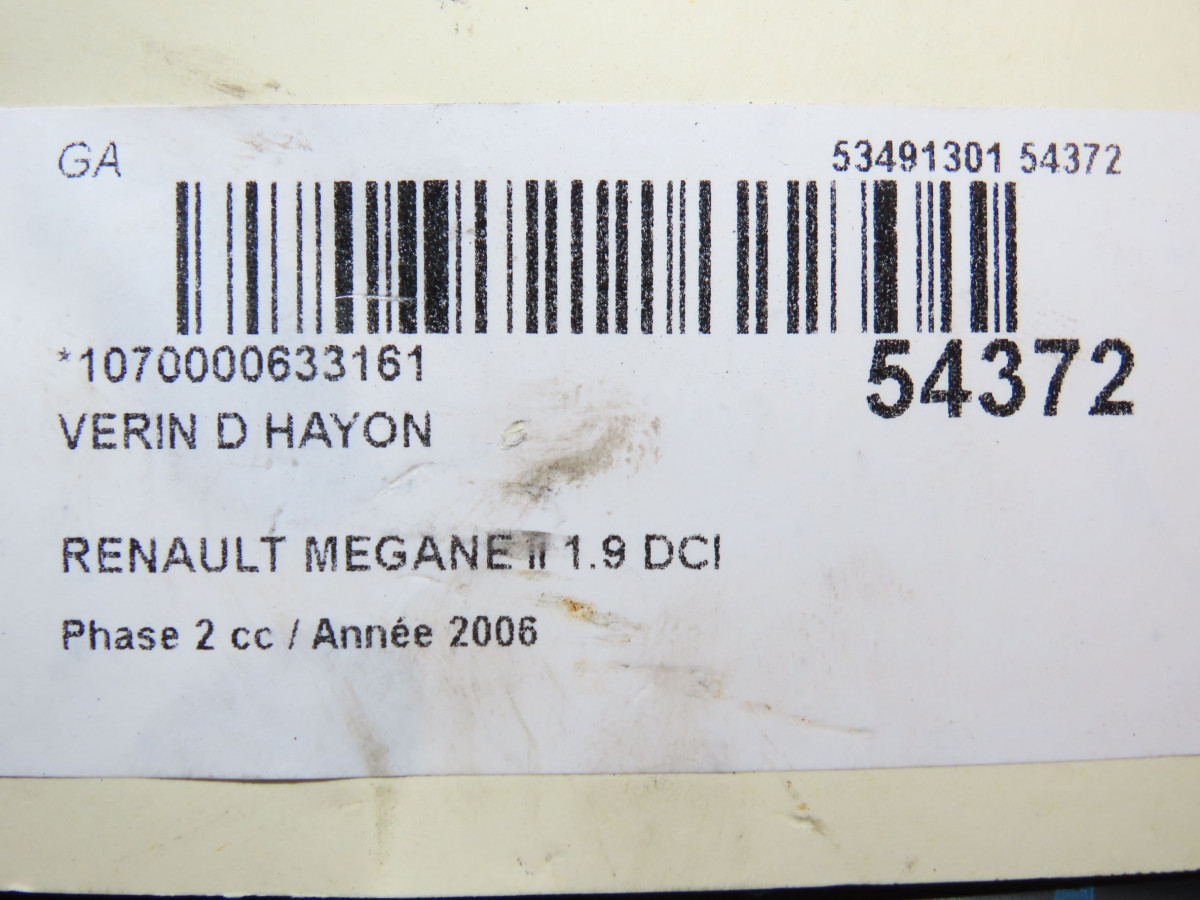 GA
53491301 54372
*1070000633161
54372
VERIN D HAYON
RENAULT MEGANE II 1.9 DCI
Phase 2 cc / Année 2006